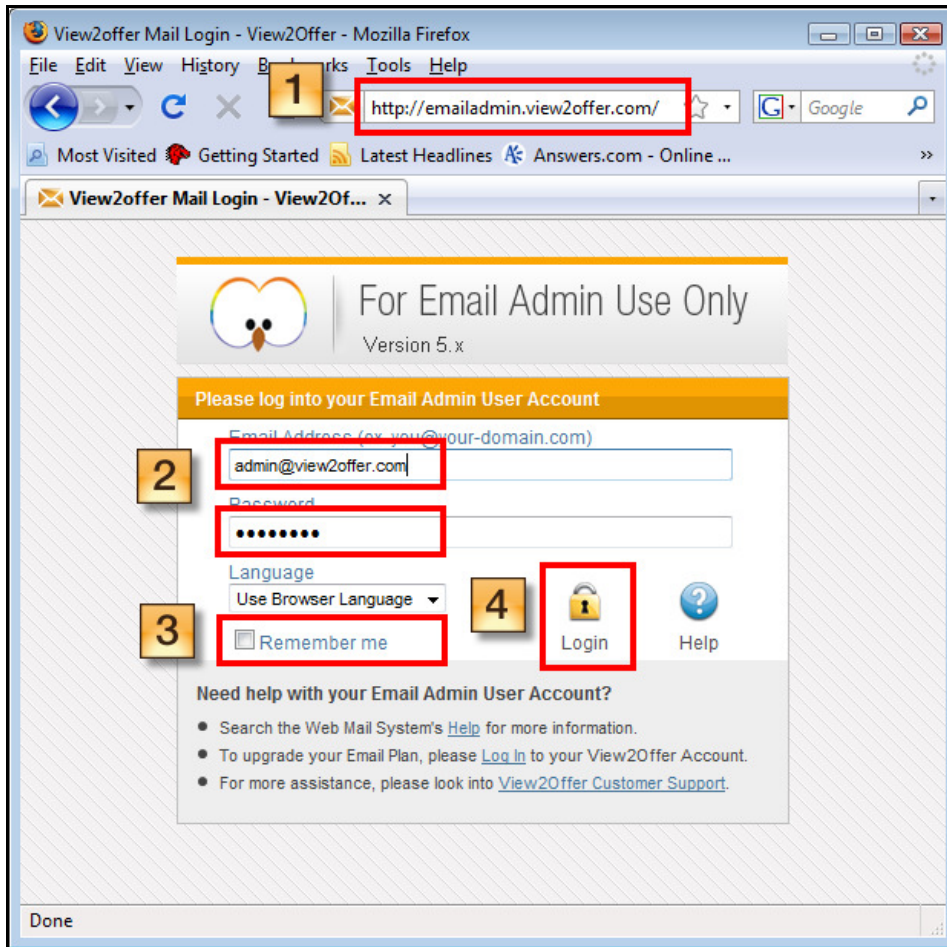 View2offer Mail Login - View2Offer - Mozilla Firefox
File Edit View History B rks Tools Help
1
http://emailadmin.view2offer.com/
G Google
Most Visited Getting Started Latest Headlines Answers.com - Online ... »
View2offer Mail Login - View2Of... ×
For Email Admin Use Only
Version 5.x
Please log into your Email Admin User Account
Email Address (ex. you@your-domain.com)
2
admin@view2offer.com
Password
••••••••
Language
Use Browser Language
3
Remember me
4
Login
? Help
Need help with your Email Admin User Account?
• Search the Web Mail System's Help for more information.
• To upgrade your Email Plan, please Log In to your View2Offer Account.
• For more assistance, please look into View2Offer Customer Support.
Done